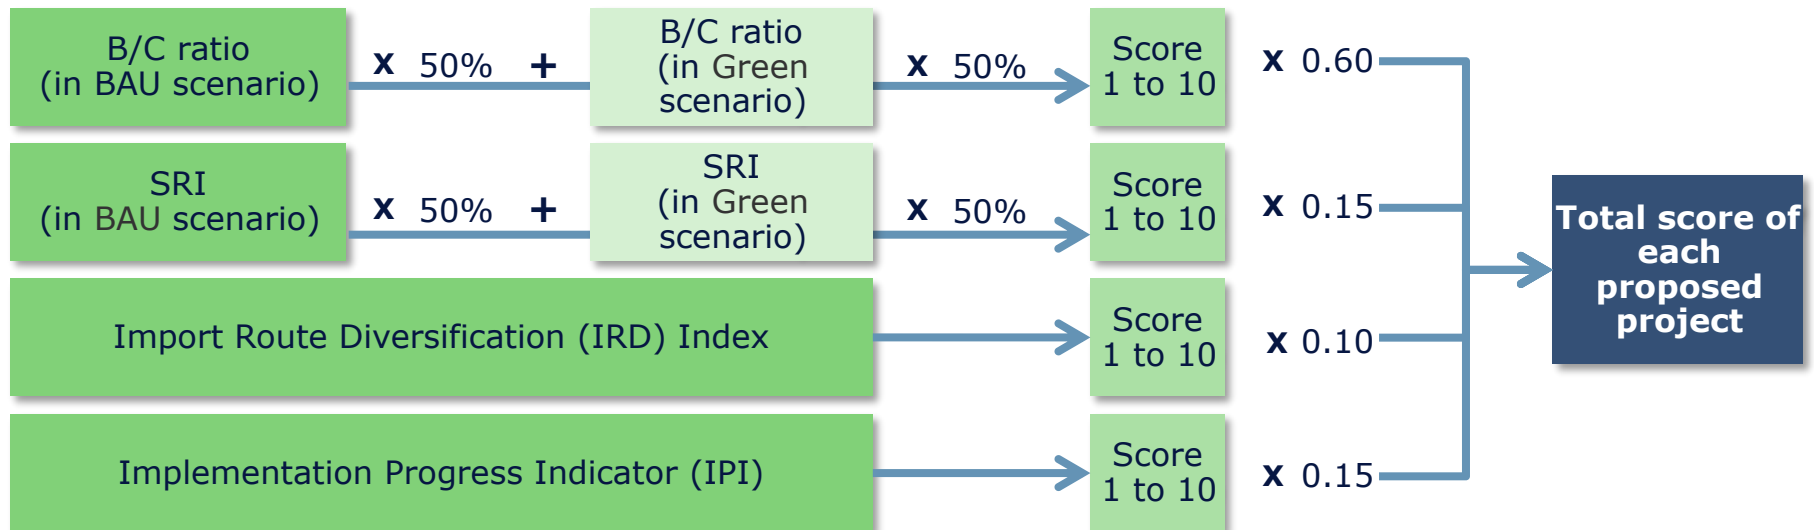 B/C ratio
(in BAU scenario)
x 50% +
B/C ratio
(in Green
scenario)
x 50%
Score
1 to 10
x 0.60
SRI
(in BAU scenario)
x 50% +
SRI
(in Green
scenario)
x 50%
Score
1 to 10
x 0.15
Import Route Diversification (IRD) Index
Score
1 to 10
x 0.10
Implementation Progress Indicator (IPI)
Score
1 to 10
x 0.15
Total score of
each
proposed
project